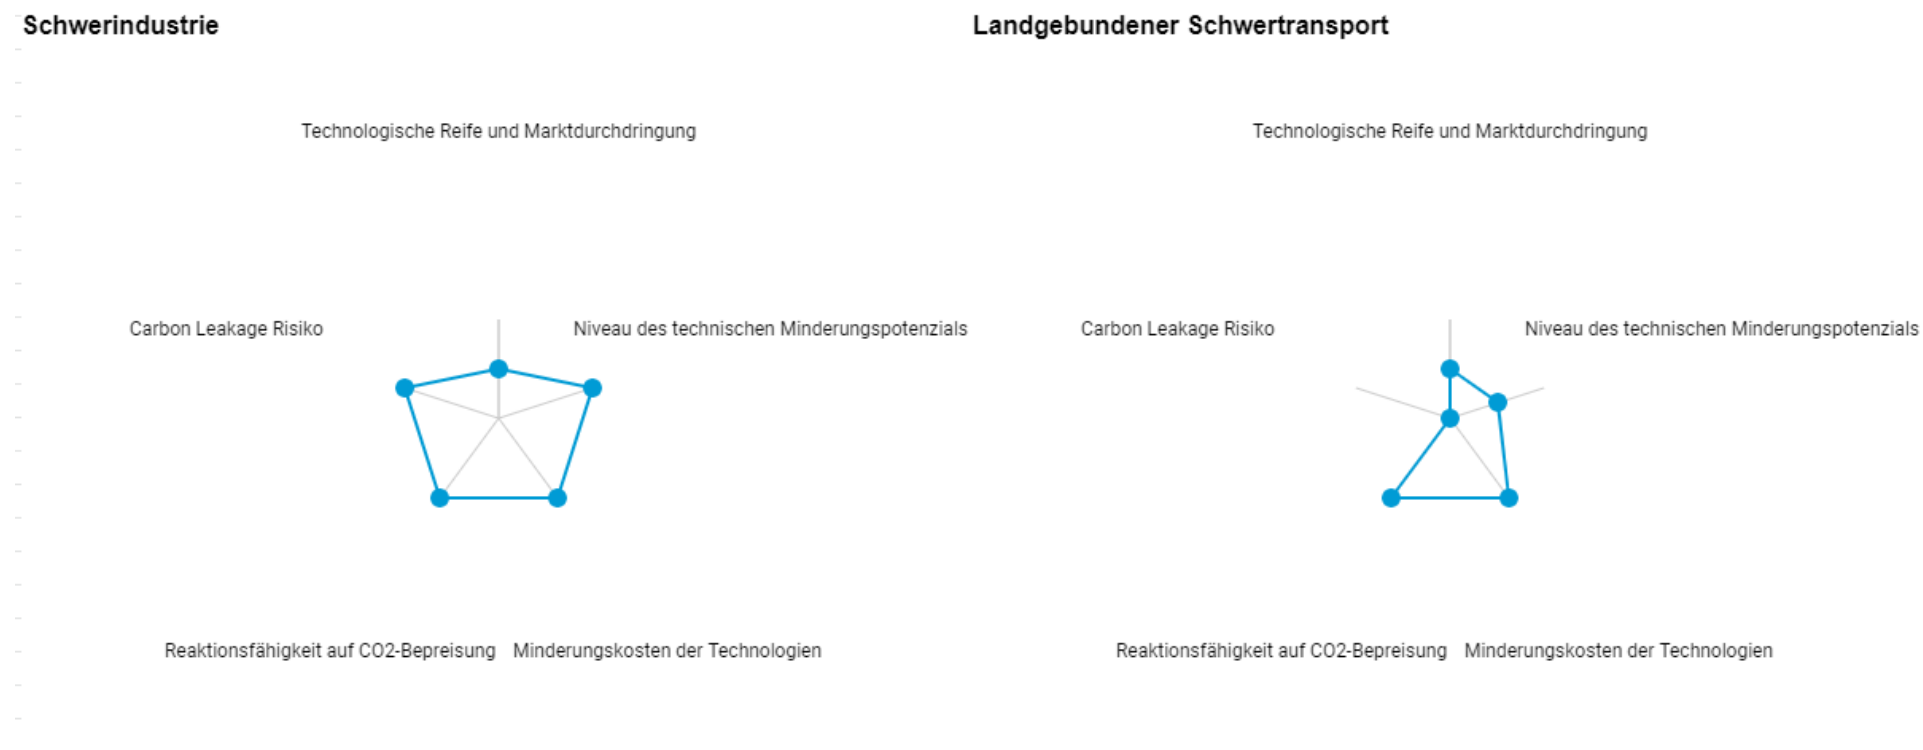 Schwerindustrie
Technologische Reife und Marktdurchdringung
Carbon Leakage Risiko
Niveau des technischen Minderungspotenzials
Reaktionsfähigkeit auf CO2-Bepreisung
Minderungskosten der Technologien
Landgebundener Schwertransport
Technologische Reife und Marktdurchdringung
Carbon Leakage Risiko
Niveau des technischen Minderungspotenzials
Reaktionsfähigkeit auf CO2-Bepreisung
Minderungskosten der Technologien